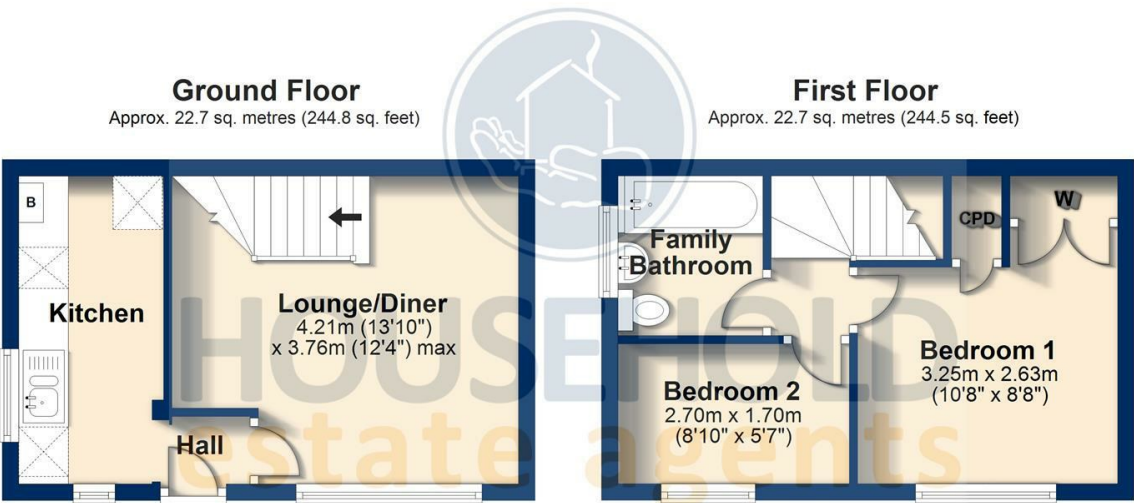 Ground Floor
Approx. 22.7 sq. metres (244.8 sq. feet)
First Floor
Approx. 22.7 sq. metres (244.5 sq. feet)
B
Kitchen
Lounge/Diner
4.21m (13'10")
x 3.76m (12'4") max
Hall
Family
Bathroom
CPD
W
Bedroom 1
3.25m x 2.63m
(10'8" x 8'8")
Bedroom 2
2.70m x 1.70m
(8'10" x 5'7")
HOUSEHOLD
estate agents